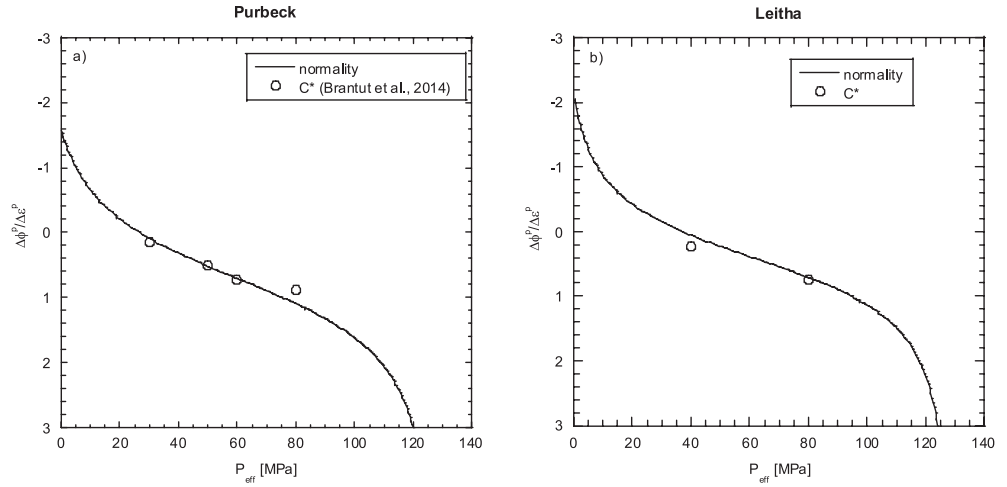 Purbeck
a)
normality
C* (Brantut et al., 2014)
-3
-2
-1
0
1
2
3
Δϕᵖ/Δεᵖ
0 20 40 60 80 100 120 140
P_eff [MPa]
Leitha
b)
normality
C*
-3
-2
-1
0
1
2
3
Δϕᵖ/Δεᵖ
0 20 40 60 80 100 120 140
P_eff [MPa]